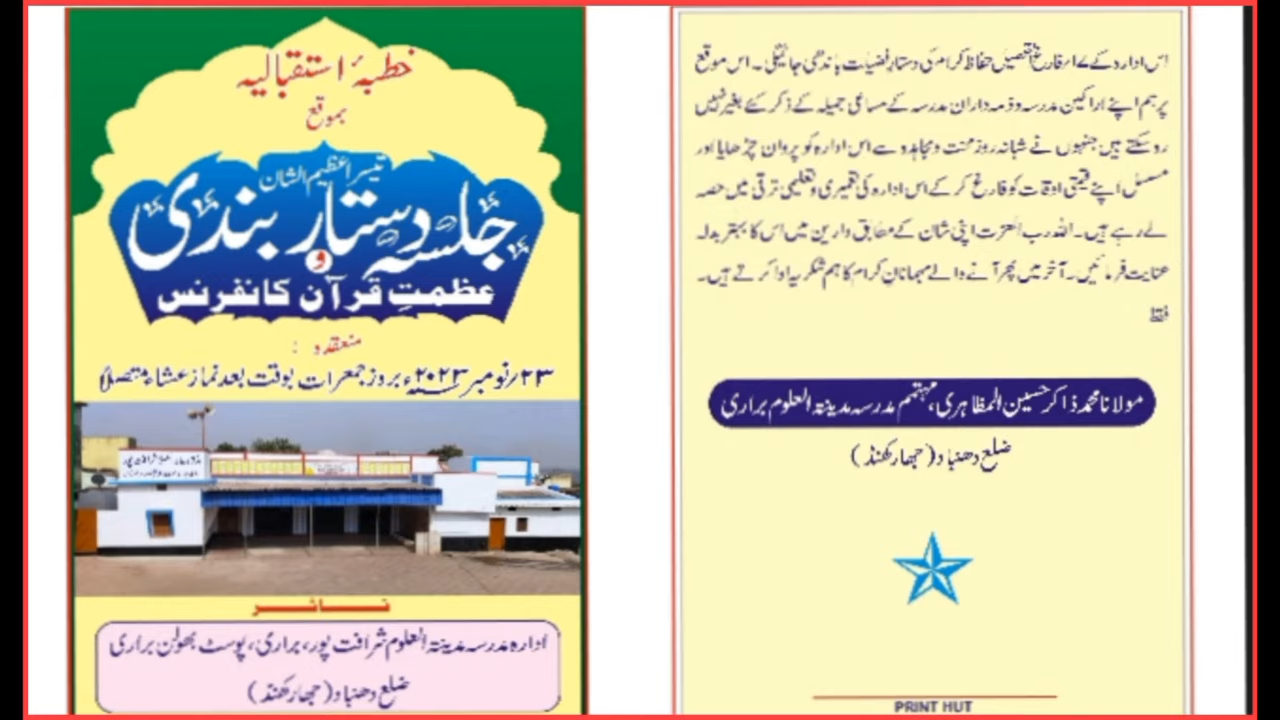 خطبۂ استقبالیہ
بموقع
تیسرا عظیم الشان
جلسہ دستار بندی
و
عظمتِ قرآن کانفرنس
منعقدہ :
۲۳/نومبر ۲۰۲۳ء بروز جمعرات بوقت بعد نماز عشاء متصلاً
ناشر
ادارہ مدرسہ مدینۃ العلوم شرافت پور، براری، پوسٹ بھولن براری
ضلع دھنباد (جھارکھنڈ)
اس ادارہ کے ۱۷/فارغ التحصیل حفاظ کرام کی دستار فضیات باندھی جائیگی۔ اس موقع
پر ہم اپنے اراکین مدرسہ و ذمہ داران مدرسہ کے مساعی جمیلہ کے ذکر کئے بغیر نہیں
رہ سکتے ہیں جنہوں نے شبانہ روز محنت و مجاہدہ سے اس ادارہ کو پروان چڑھایا اور
مسلسل اپنے قیمتی اوقات کو فارغ کر کے اس ادارہ کی تعمیری و تعلیمی ترقی میں حصہ
لے رہے ہیں۔ اللہ رب العزت اپنی شان کے مطابق دارین میں اس کا بہتر بدلہ
عنایت فرمائیں۔ آخر میں پھر آنے والے مہمانان کرام کا ہم شکریہ ادا کرتے ہیں۔
فقط
مولانا محمد ذاکر حسین المظاہری، مہتمم مدرسہ مدینۃ العلوم براری
ضلع دھنباد (جھارکھنڈ)
PRINT HUT